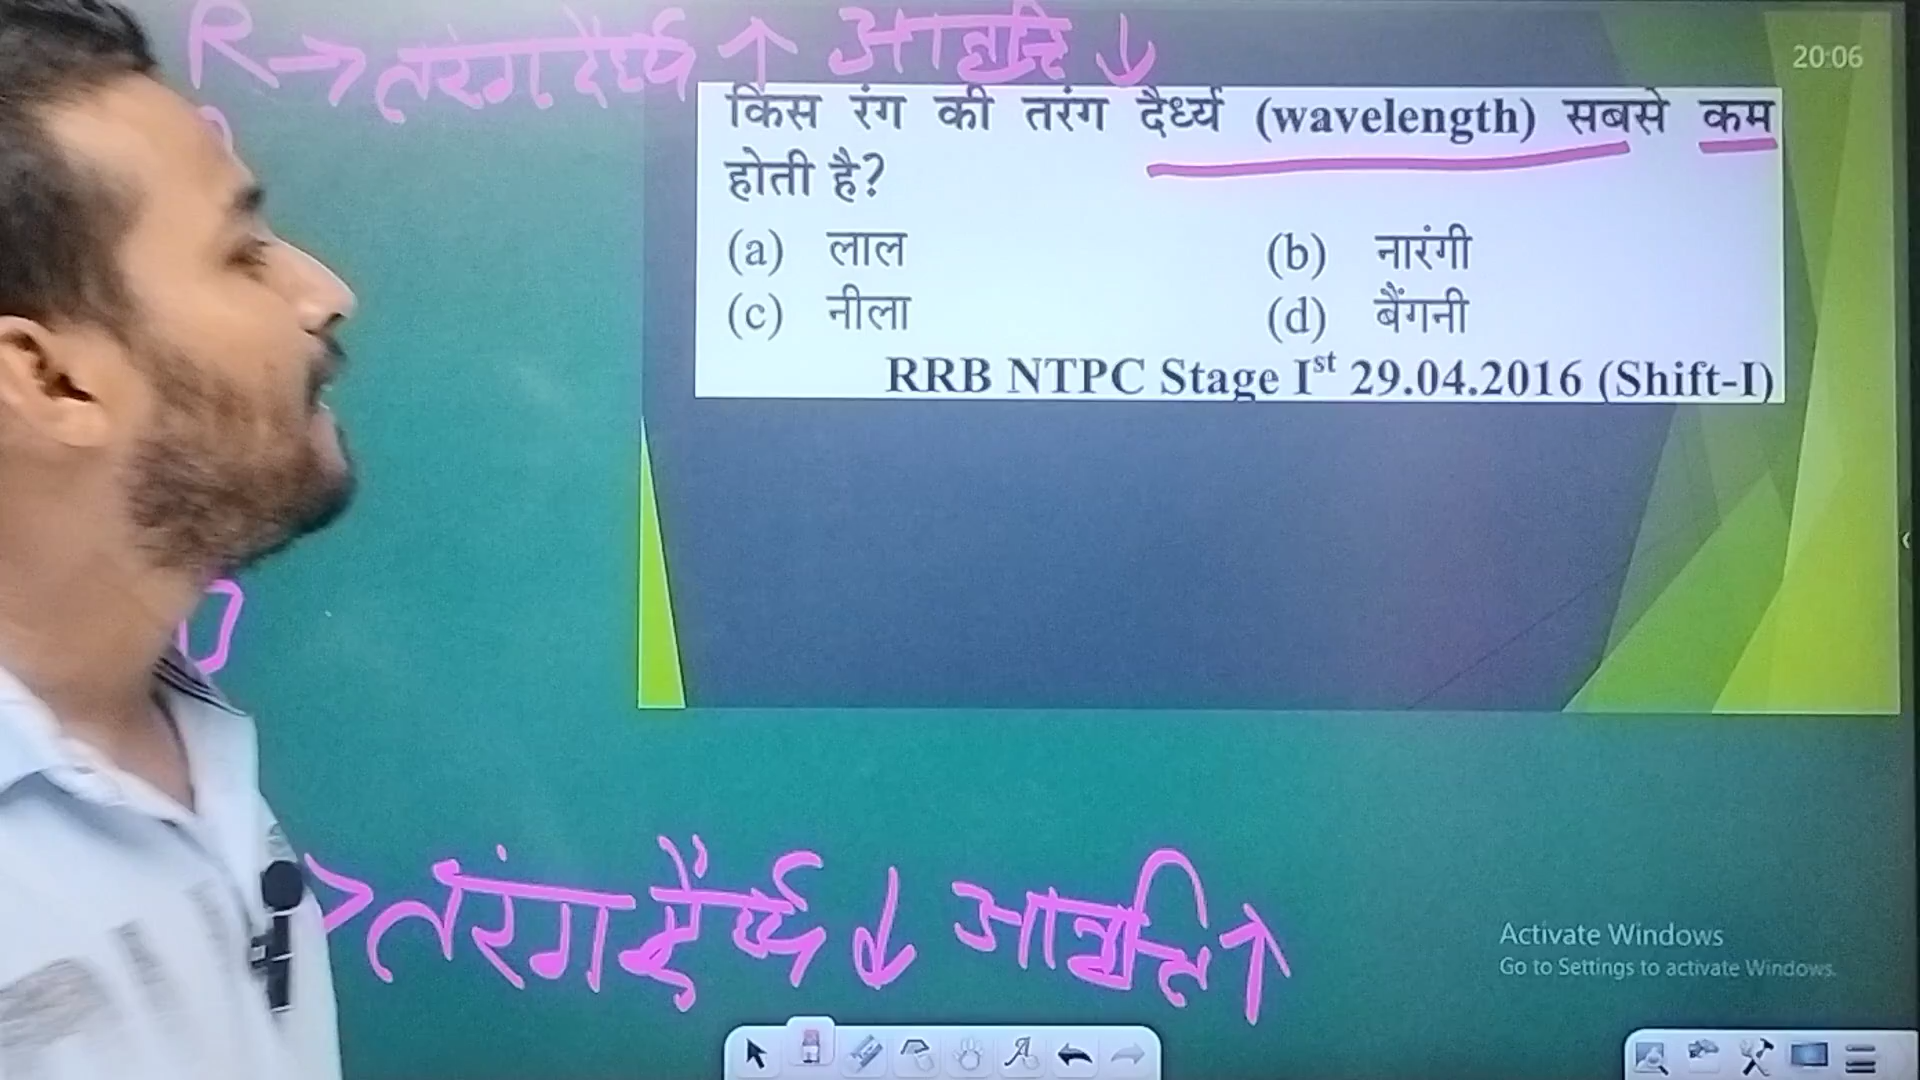 R → तरंगदैर्ध्य ↑ आवृत्ति ↓
20:06
किस रंग की तरंग दैर्ध्य (wavelength) सबसे कम
होती है?
(a) लाल (b) नारंगी
(c) नीला (d) बैंगनी
RRB NTPC Stage Ist 29.04.2016 (Shift-I)
→ तरंगदैर्ध्य ↓ आवृत्ति ↑
Activate Windows
Go to Settings to activate Windows.